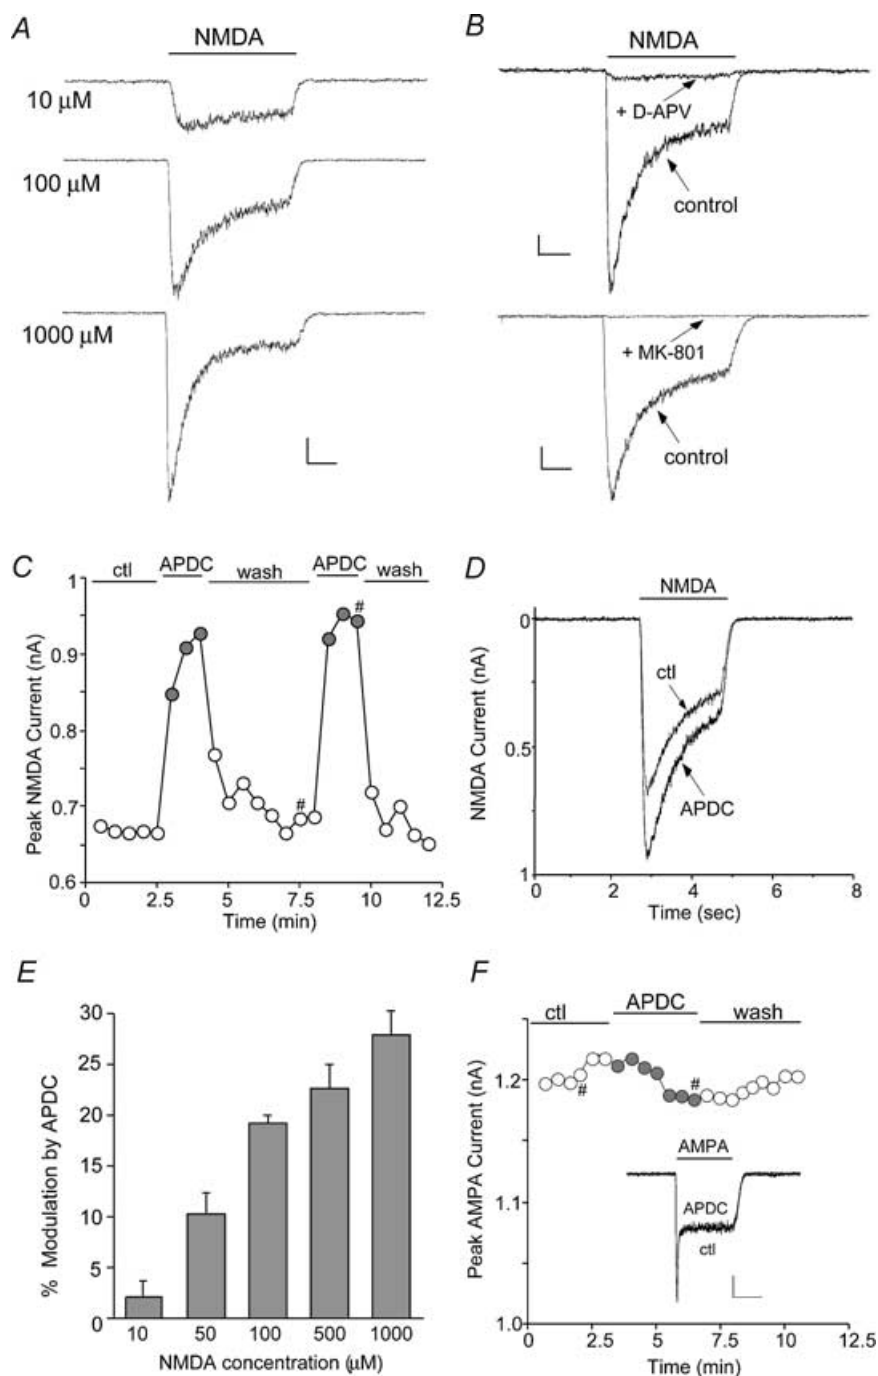 A
NMDA
10 μM
100 μM
1000 μM
B
NMDA
+ D-APV
control
+ MK-801
control
C
ctl APDC wash APDC wash
1
0.9
0.8
0.7
0.6
Peak NMDA Current (nA)
#
#
0 2.5 5 7.5 10 12.5
Time (min)
D
NMDA
0
0.5
1
NMDA Current (nA)
ctl
APDC
0 2 4 6 8
Time (sec)
E
30
25
20
15
10
5
0
% Modulation by APDC
10 50 100 500 1000
NMDA concentration (μM)
F
ctl APDC wash
1.2
1.1
1.0
Peak AMPA Current (nA)
#
#
AMPA
APDC
ctl
0 2.5 5 7.5 10 12.5
Time (min)